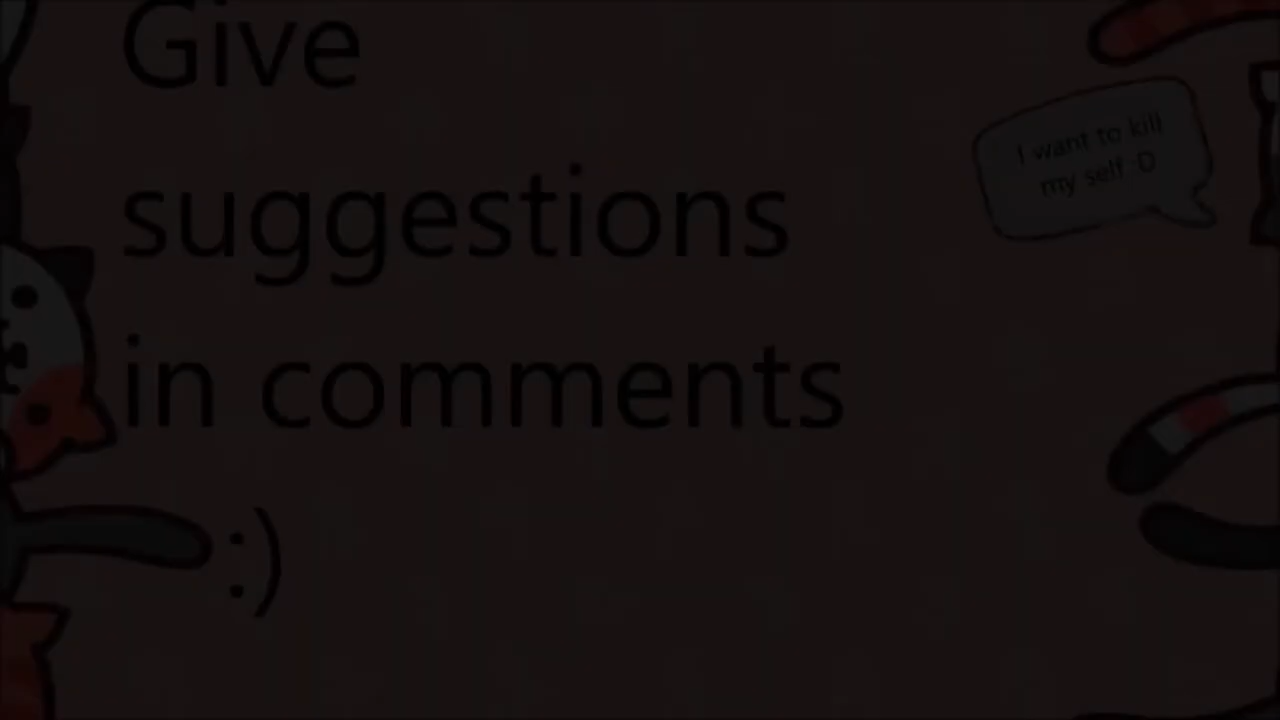 Give
suggestions
in comments
:)
I want to kill
my self :D